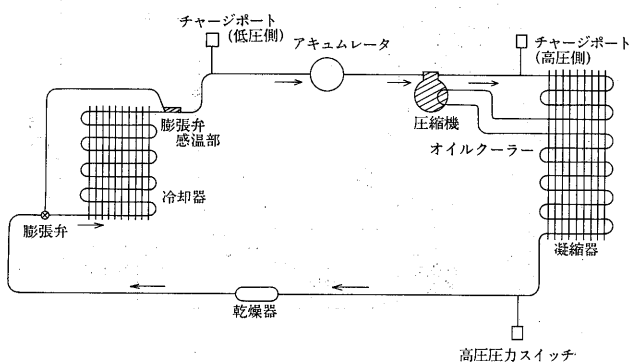 チャージポート
(低圧側)
アキュムレータ
チャージポート
(高圧側)
膨張弁
感温部
圧縮機
オイルクーラー
冷却器
膨張弁
凝縮器
乾燥器
高圧圧力スイッチ